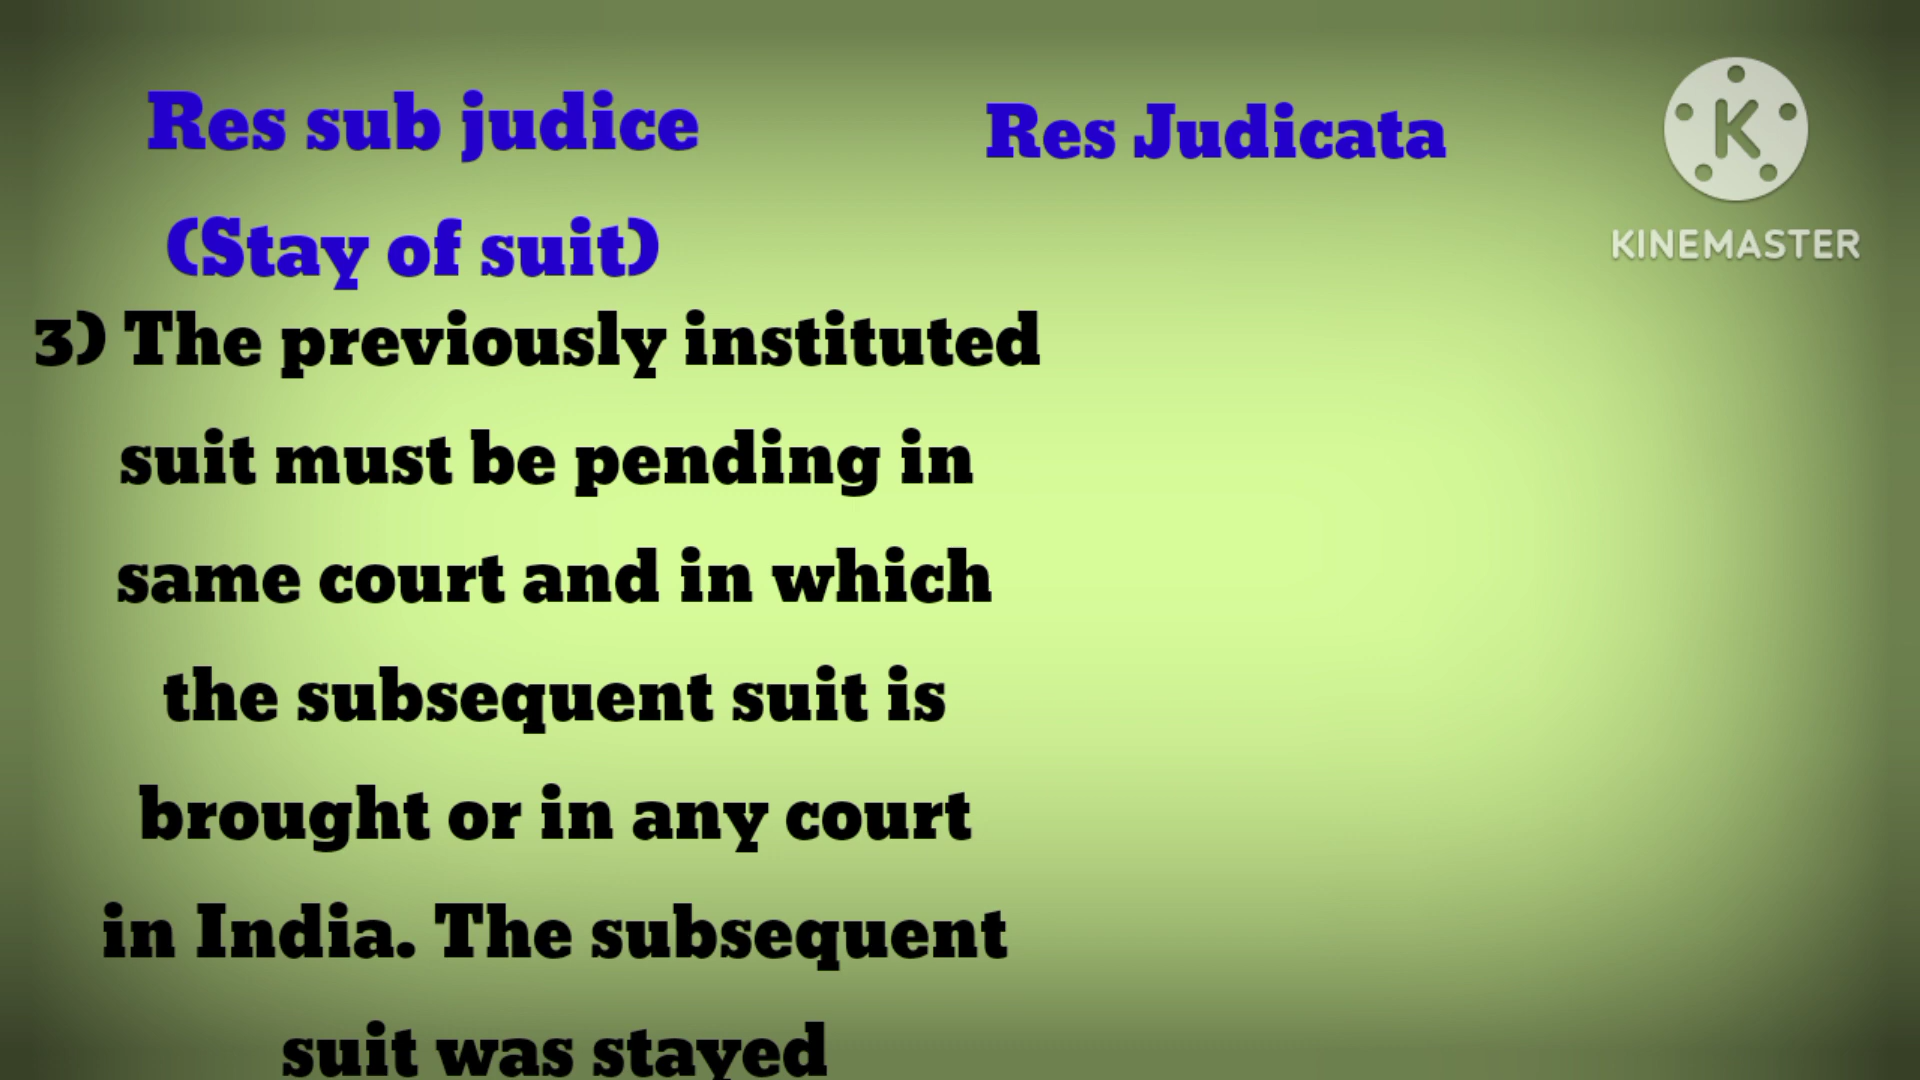 Res sub judice
Res Judicata
K
KINEMASTER
(Stay of suit)
3) The previously instituted
suit must be pending in
same court and in which
the subsequent suit is
brought or in any court
in India. The subsequent
suit was stayed